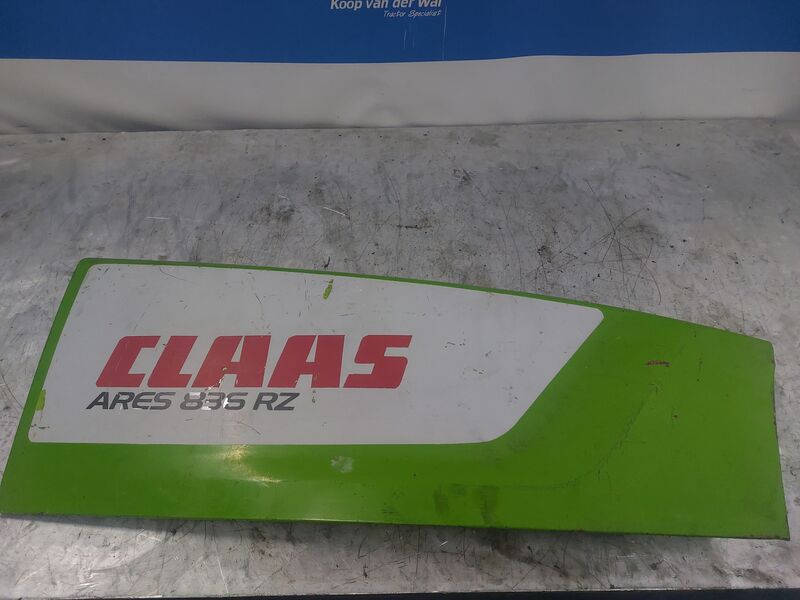 Koop van der Wal
Tractor Specialist
CLAAS
ARES 836 RZ